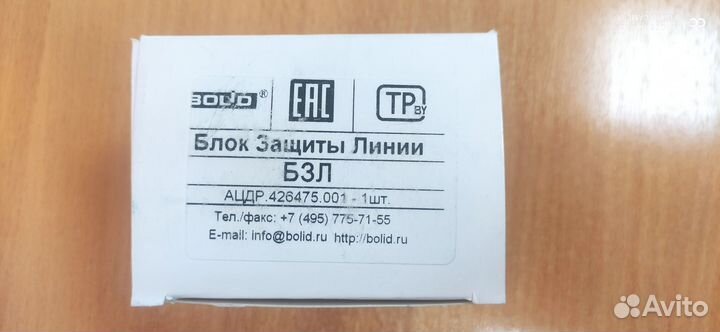 BOLID ®
EAC
TP BY
Блок Защиты Линии
БЗЛ
АЦДР.426475.001 - 1шт.
Тел./факс: +7 (495) 775-71-55
E-mail: info@bolid.ru http://bolid.ru
Avito